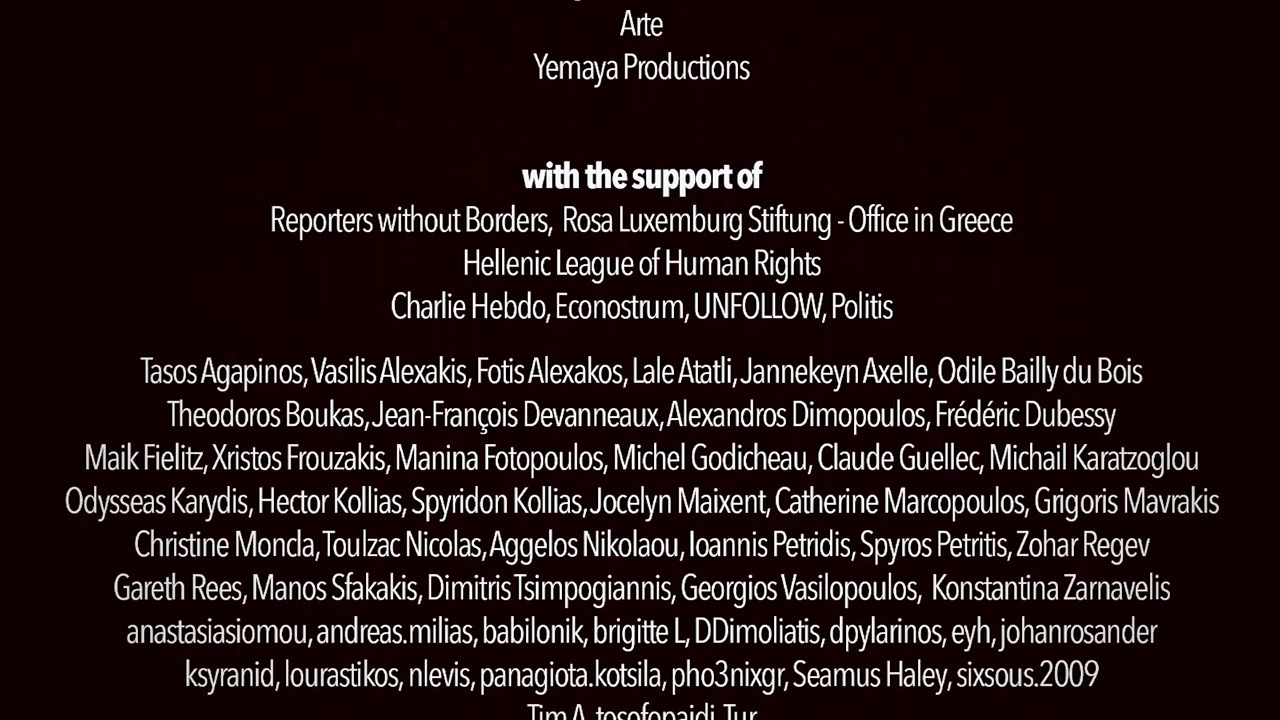 Arte
Yemaya Productions
with the support of
Reporters without Borders, Rosa Luxemburg Stiftung - Office in Greece
Hellenic League of Human Rights
Charlie Hebdo, Econostrum, UNFOLLOW, Politis
Tasos Agapinos, Vasilis Alexakis, Fotis Alexakos, Lale Atatli, Jannekeyn Axelle, Odile Bailly du Bois
Theodoros Boukas, Jean-François Devanneaux, Alexandros Dimopoulos, Frédéric Dubessy
Maik Fielitz, Xristos Frouzakis, Manina Fotopoulos, Michel Godicheau, Claude Guellec, Michail Karatzoglou
Odysseas Karydis, Hector Kollias, Spyridon Kollias, Jocelyn Maixent, Catherine Marcopoulos, Grigoris Mavrakis
Christine Moncla, Toulzac Nicolas, Aggelos Nikolaou, Ioannis Petridis, Spyros Petritis, Zohar Regev
Gareth Rees, Manos Sfakakis, Dimitris Tsimpogiannis, Georgios Vasilopoulos, Konstantina Zarnavelis
anastasiasiomou, andreas.milias, babilonik, brigitte L, DDimoliatis, dpylarinos, eyh, johanrosander
ksyranid, lourastikos, nlevis, panagiota.kotsila, pho3nixgr, Seamus Haley, sixsous.2009
Tim A, tosofopaidi, Tur